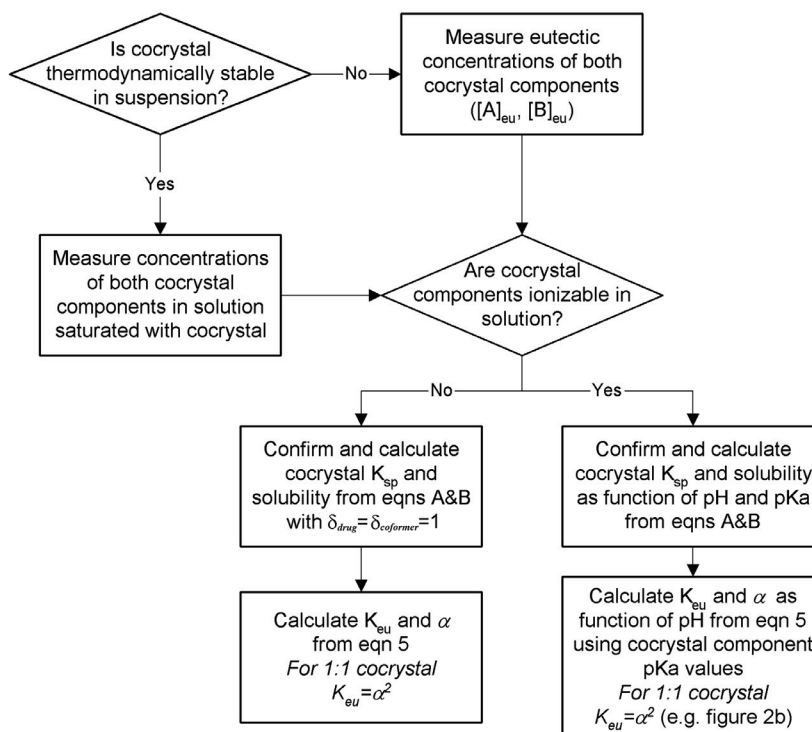 Is cocrystal
thermodynamically stable
in suspension?
No
Measure eutectic
concentrations of both
cocrystal components
([A]eu, [B]eu)
Yes
Measure concentrations
of both cocrystal
components in solution
saturated with cocrystal
Are cocrystal
components ionizable in
solution?
No
Yes
Confirm and calculate
cocrystal Ksp and
solubility from eqns A&B
with δdrug=δcoformer=1
Confirm and calculate
cocrystal Ksp and solubility
as function of pH and pKa
from eqns A&B
Calculate Keu and α
from eqn 5
For 1:1 cocrystal
Keu=α²
Calculate Keu and α as
function of pH from eqn 5
using cocrystal component
pKa values
For 1:1 cocrystal
Keu=α² (e.g. figure 2b)